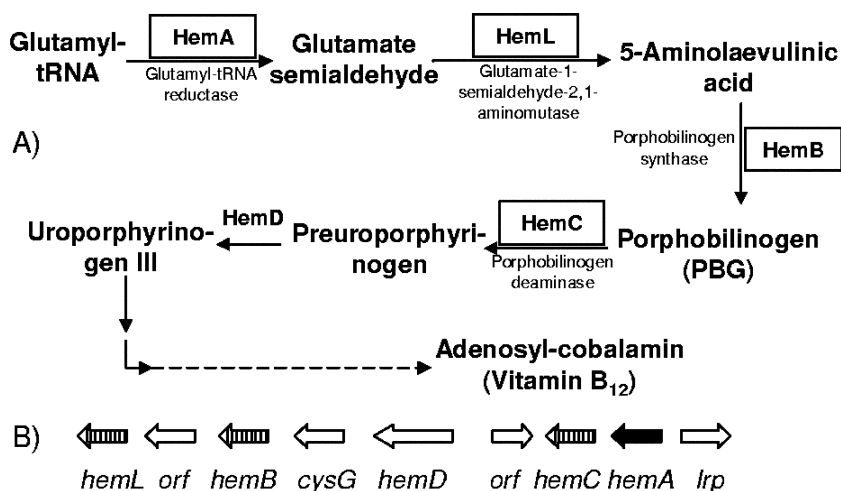 Glutamyl-
tRNA
HemA
Glutamyl-tRNA
reductase
Glutamate
semialdehyde
HemL
Glutamate-1-
semialdehyde-2,1-
aminomutase
5-Aminolaevulinic
acid
A)
Porphobilinogen
synthase
HemB
Uroporphyrino-
gen III
HemD
Preuroporphyri-
nogen
HemC
Porphobilinogen
deaminase
Porphobilinogen
(PBG)
Adenosyl-cobalamin
(Vitamin B12)
B)
hemL orf hemB cysG hemD orf hemC hemA lrp